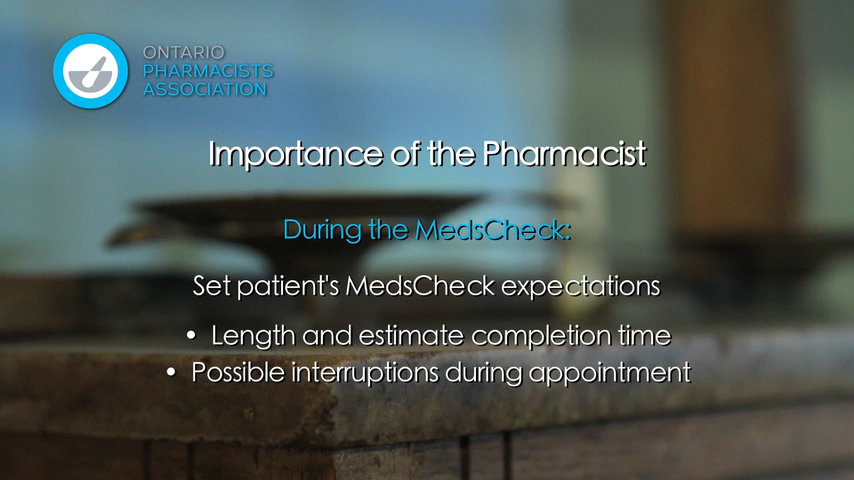 ONTARIO
PHARMACISTS
ASSOCIATION
Importance of the Pharmacist
During the MedsCheck:
Set patient's MedsCheck expectations
• Length and estimate completion time
• Possible interruptions during appointment